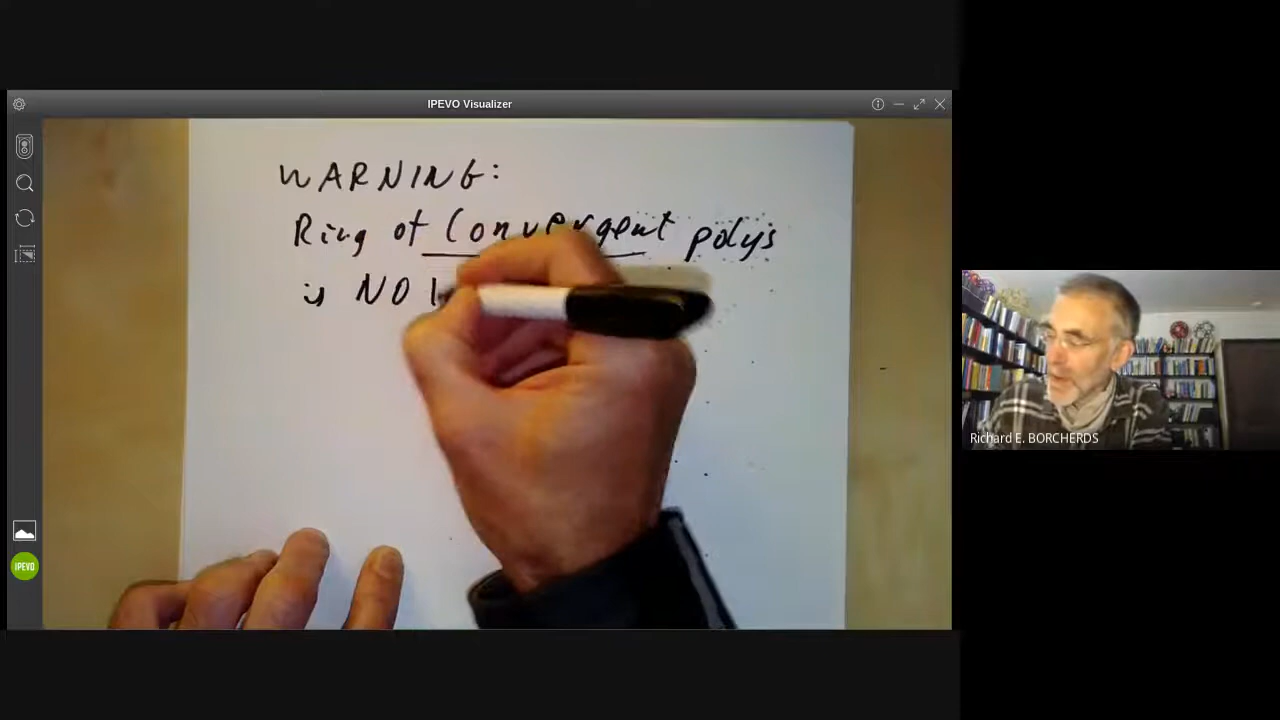 IPEVO Visualizer
WARNING:
Ring of Convergent polys
is NO
IPEVO
Richard E. BORCHERDS